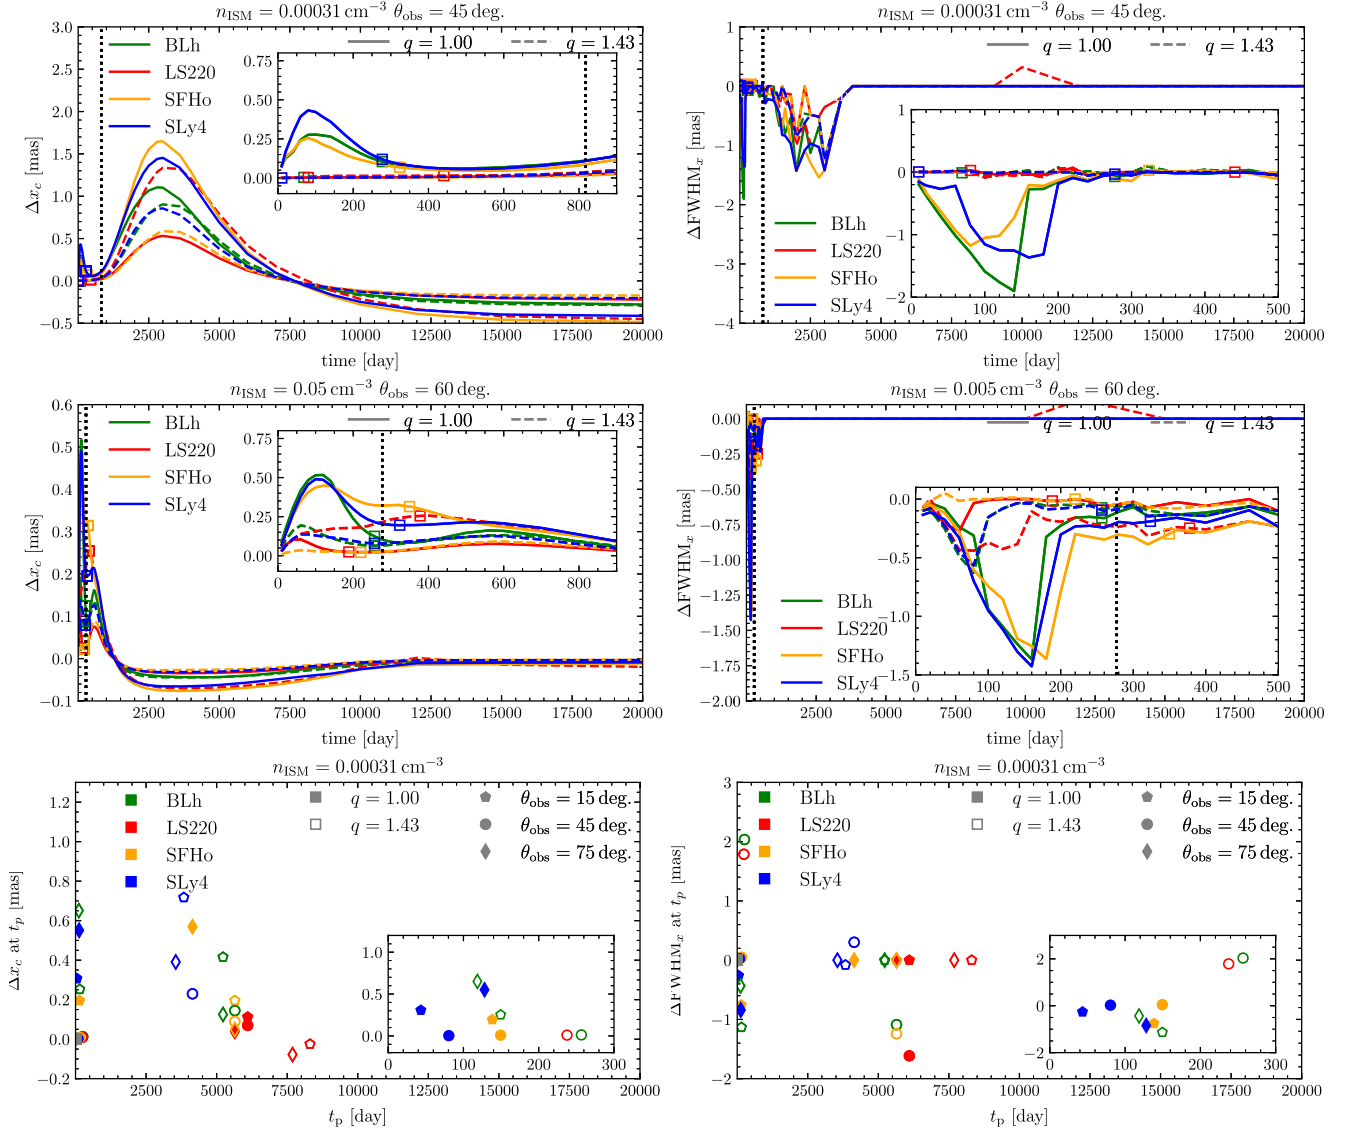 n_ISM = 0.00031 cm⁻³ θ_obs = 45 deg.
3.0
2.5
2.0
1.5
1.0
0.5
0.0
−0.5
Δx_c [mas]
BLh
LS220
SFHo
SLy4
q = 1.00
q = 1.43
0.75
0.50
0.25
0.00
0 200 400 600 800
0 2500 5000 7500 10000 12500 15000 17500 20000
time [day]
n_ISM = 0.00031 cm⁻³ θ_obs = 45 deg.
1
0
−1
−2
−3
−4
ΔFWHM_x [mas]
q = 1.00
q = 1.43
BLh
LS220
SFHo
SLy4
1
0
−1
−2
0 100 200 300 400 500
2500 5000 7500 10000 12500 15000 17500 20000
time [day]
n_ISM = 0.05 cm⁻³ θ_obs = 60 deg.
0.6
0.5
0.4
0.3
0.2
0.1
0.0
−0.1
Δx_c [mas]
BLh
LS220
SFHo
SLy4
q = 1.00
q = 1.43
0.75
0.50
0.25
0.00
0 200 400 600 800
2500 5000 7500 10000 12500 15000 17500 20000
time [day]
n_ISM = 0.005 cm⁻³ θ_obs = 60 deg.
0.00
−0.25
−0.50
−0.75
−1.00
−1.25
−1.50
−1.75
−2.00
ΔFWHM_x [mas]
q = 1.00
q = 1.43
BLh
LS220
SFHo
SLy4
0.0
−0.5
−1.0
−1.5
0 100 200 300 400 500
2500 5000 7500 10000 12500 15000 17500 20000
time [day]
n_ISM = 0.00031 cm⁻³
1.2
1.0
0.8
0.6
0.4
0.2
0.0
−0.2
Δx_c at t_p [mas]
BLh
LS220
SFHo
SLy4
q = 1.00
q = 1.43
θ_obs = 15 deg.
θ_obs = 45 deg.
θ_obs = 75 deg.
1.0
0.5
0.0
0 100 200 300
0 2500 5000 7500 10000 12500 15000 17500 20000
t_p [day]
n_ISM = 0.00031 cm⁻³
3
2
1
0
−1
−2
ΔFWHM_x at t_p [mas]
BLh
LS220
SFHo
SLy4
q = 1.00
q = 1.43
θ_obs = 15 deg.
θ_obs = 45 deg.
θ_obs = 75 deg.
2
0
−2
0 100 200 300
0 2500 5000 7500 10000 12500 15000 17500 20000
t_p [day]